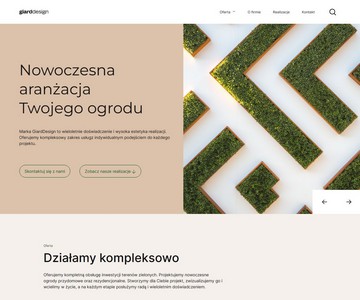 giarddesign
Oferta
O firmie
Realizacje
Kontakt
Nowoczesna
aranżacja
Twojego ogrodu
Marka GiardDesign to wieloletnie doświadczenie i wysoka estetyka realizacji.
Oferujemy kompleksowy zakres usług z indywidualnym podejściem do każdego
projektu.
Skontaktuj się z nami
Zobacz nasze realizacje ↓
Oferta
Działamy kompleksowo
Oferujemy kompletną obsługę inwestycji terenów zielonych. Projektujemy nowoczesne
ogrody przydomowe oraz rezydencjonalne. Stworzymy dla Ciebie projekt, zwizualizujemy go i
wcielimy w życie, a na każdym etapie posłużymy radą i wieloletnim doświadczeniem.